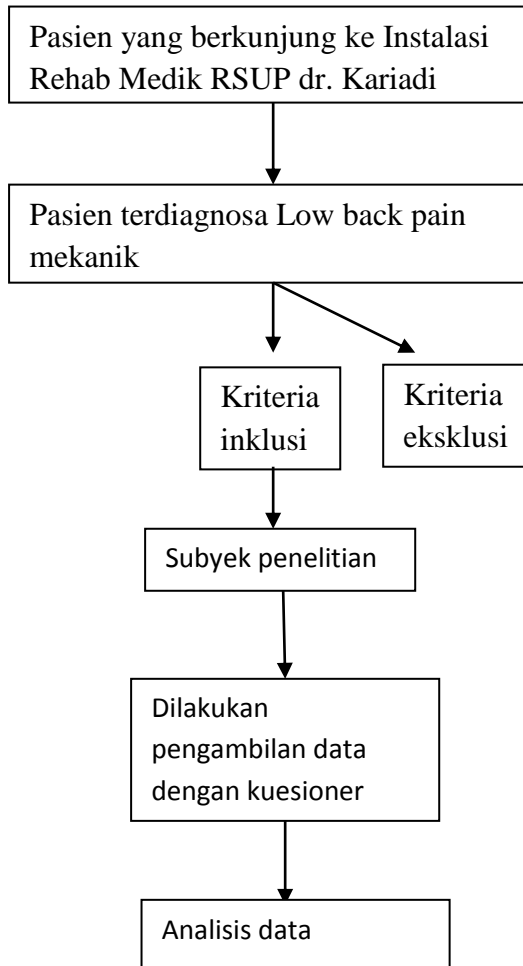 Pasien yang berkunjung ke Instalasi
Rehab Medik RSUP dr. Kariadi
Pasien terdiagnosa Low back pain
mekanik
Kriteria
inklusi
Kriteria
eksklusi
Subyek penelitian
Dilakukan
pengambilan data
dengan kuesioner
Analisis data